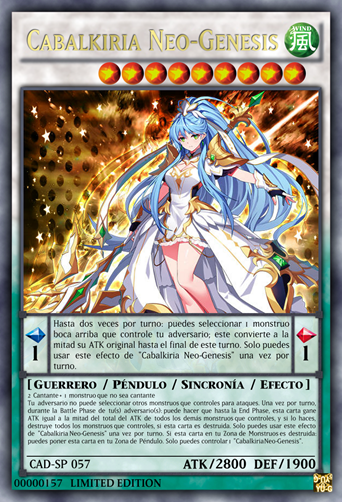 CABALKIRIA NEO-GENESIS
WIND
風
Hasta dos veces por turno: puedes seleccionar 1 monstruo
boca arriba que controle tu adversario; este convierte a la
mitad su ATK original hasta el final de este turno. Solo puedes
usar este efecto de "Cabalkiria Neo-Genesis" una vez por
turno.
1
1
[GUERRERO / PÉNDULO / SINCRONÍA / EFECTO]
2 Cantante+ 1 monstruo que no sea cantante
Tu adversario no puede seleccionar otros monstruos que controles para ataques. Una vez por turno,
durante la Battle Phase de tu(s) adversario(s): puede hacer que hasta la End Phase, esta carta gane
ATK igual a la mitad del total del ATK de todos los demás monstruos que controles, y si lo haces,
destruye todos los monstruos que controles, si esta carta es destruida. Solo puedes usar este efecto
de "Cabalkiria Neo-Genesis" una vez por turno. Si esta carta en tu Zona de Monstruos es destruida:
puedes poner esta carta en tu Zona de Péndulo. Solo puedes controlar 1 "CabalkiriaNeo-Genesis".
CAD-SP 057
ATK/2800 DEF/1900
00000157 LIMITED EDITION